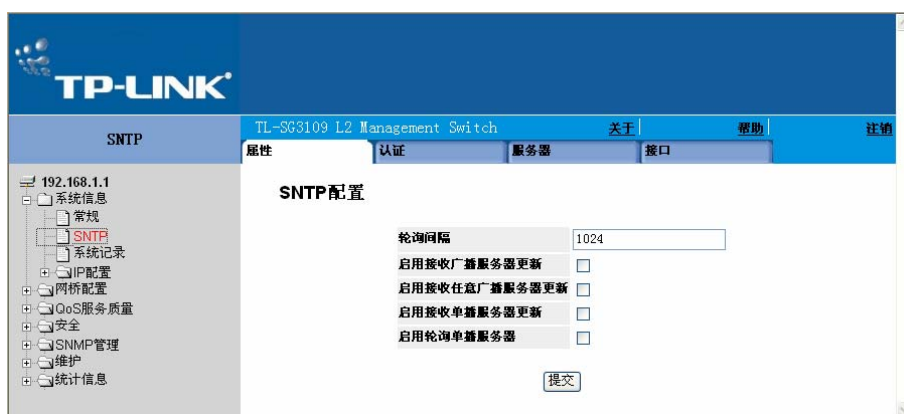 TP-LINK
SNTP
TL-SG3109 L2 Management Switch
关于
帮助
注销
属性
认证
服务器
接口
192.168.1.1
系统信息
常规
SNTP
系统记录
IP配置
网桥配置
QoS服务质量
安全
SNMP管理
维护
统计信息
SNTP配置
轮询间隔 1024
启用接收广播服务器更新
启用接收任意广播服务器更新
启用接收单播服务器更新
启用轮询单播服务器
提交